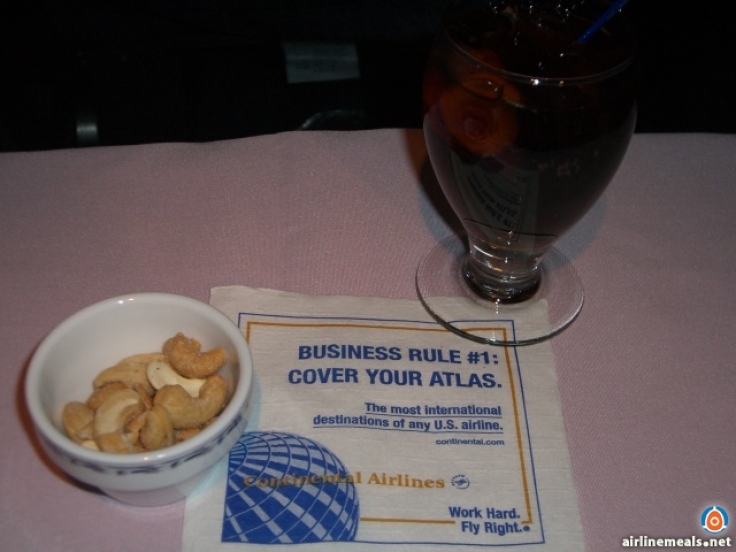 BUSINESS RULE #1:
COVER YOUR ATLAS.
The most international
destinations of any U.S. airline.
continental.com
Continental Airlines
Work Hard.
Fly Right.
airlinemeals.net